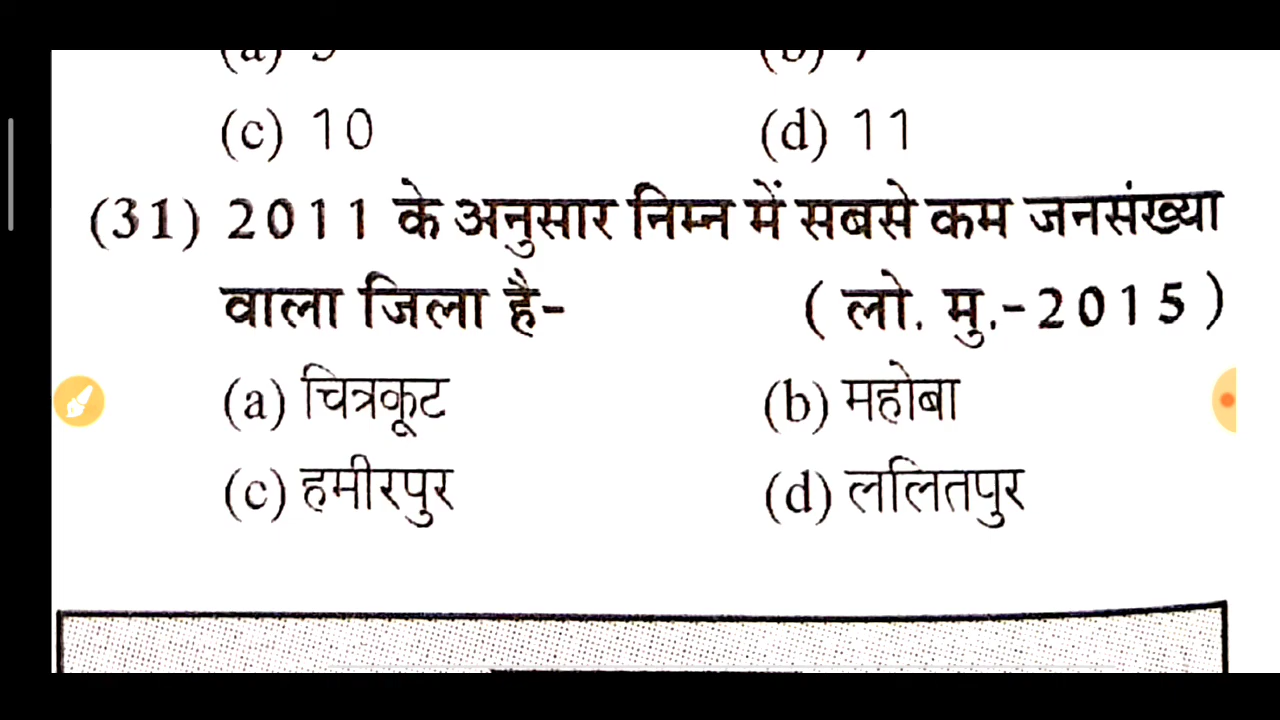 (c) 10 (d) 11
(31) 2011 के अनुसार निम्न में सबसे कम जनसंख्या
वाला जिला है- ( लो. मु.-2015 )
(a) चित्रकूट (b) महोबा
(c) हमीरपुर (d) ललितपुर